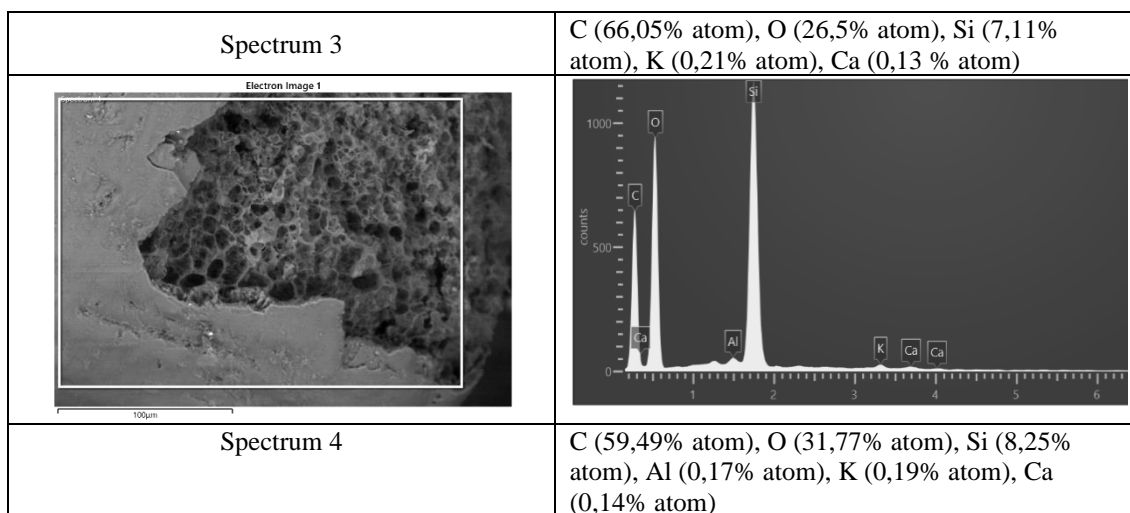 Spectrum 3
C (66,05% atom), O (26,5% atom), Si (7,11%
atom), K (0,21% atom), Ca (0,13 % atom)
Electron Image 1
100µm
Si
1000
O
C
counts
500
Ca
Al
K
Ca
Ca
0
1
2
3
4
5
6
Spectrum 4
C (59,49% atom), O (31,77% atom), Si (8,25%
atom), Al (0,17% atom), K (0,19% atom), Ca
(0,14% atom)